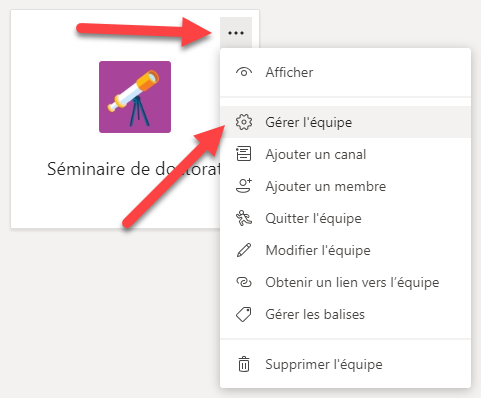 Afficher
Séminaire de doctorat
Gérer l'équipe
Ajouter un canal
Ajouter un membre
Quitter l'équipe
Modifier l'équipe
Obtenir un lien vers l'équipe
Gérer les balises
Supprimer l'équipe